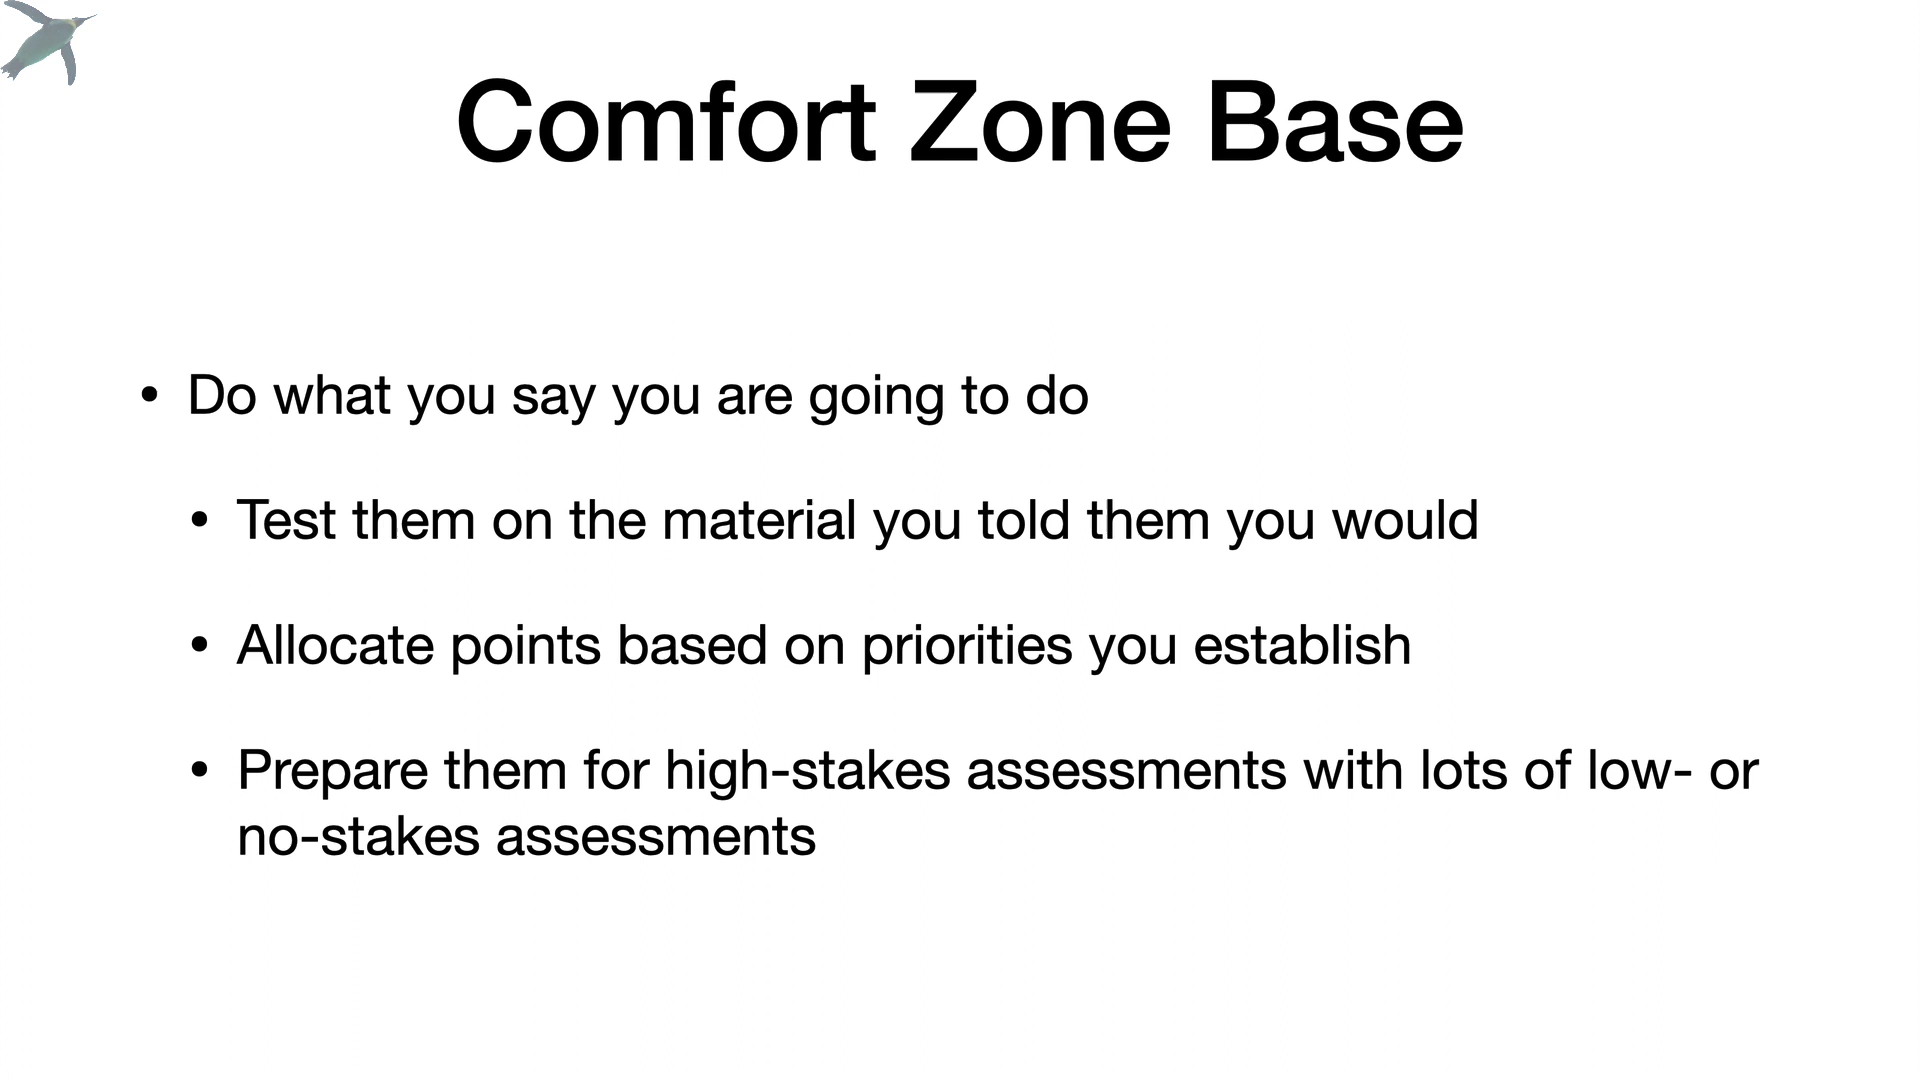 Comfort Zone Base
• Do what you say you are going to do
• Test them on the material you told them you would
• Allocate points based on priorities you establish
• Prepare them for high-stakes assessments with lots of low- or
no-stakes assessments